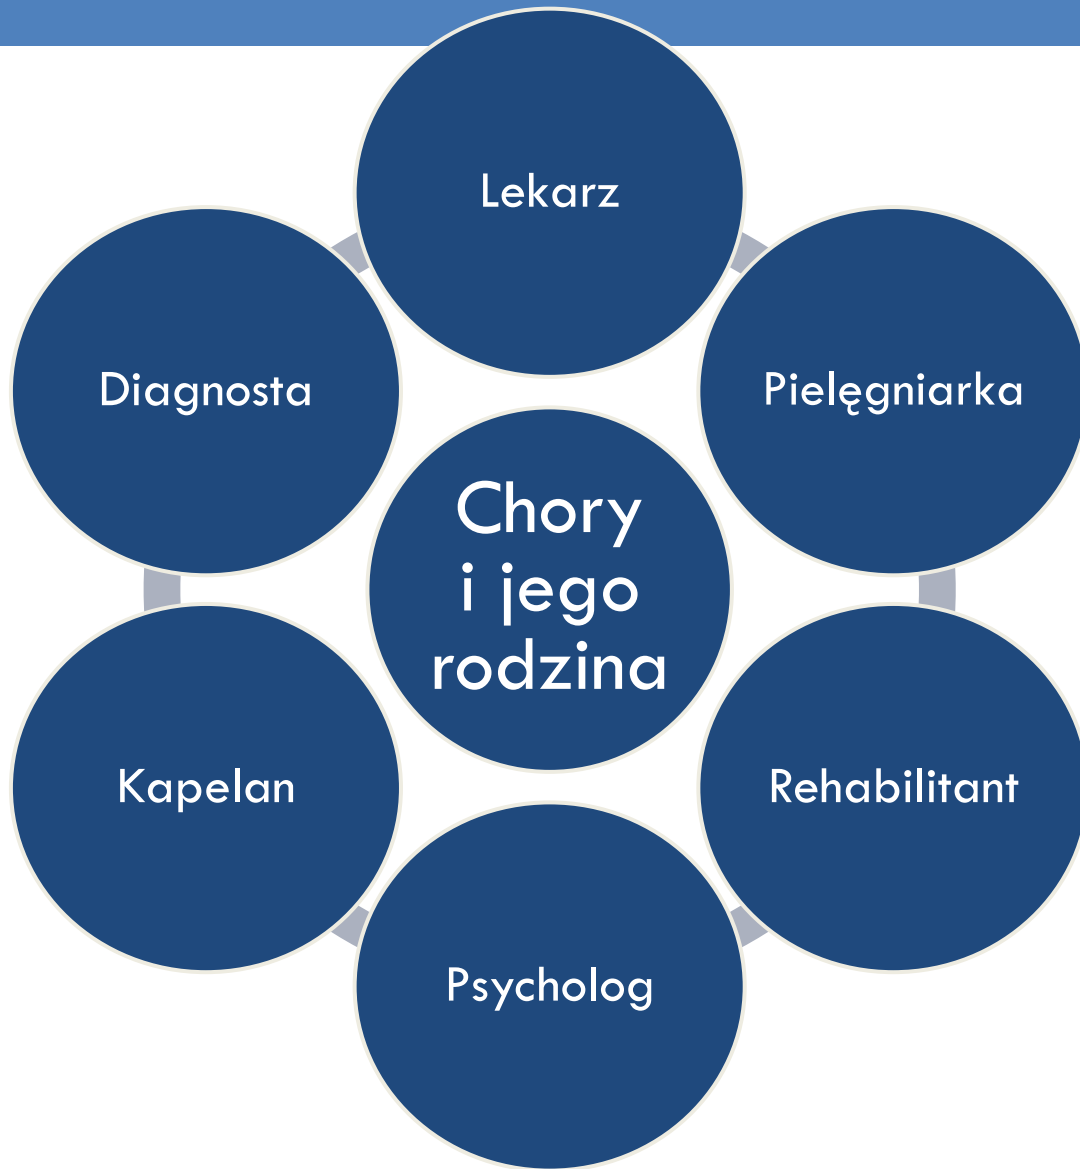 Lekarz
Diagnosta
Pielęgniarka
Chory
i jego
rodzina
Kapelan
Rehabilitant
Psycholog